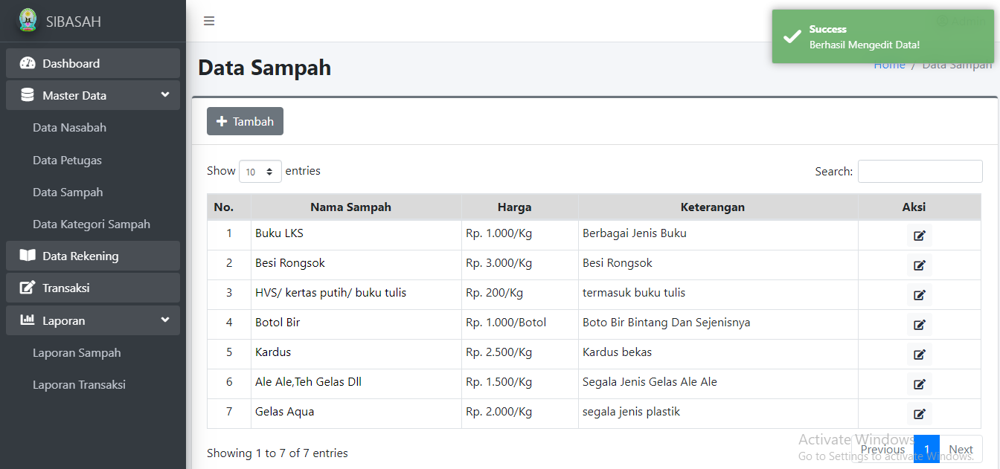 SIBASAH
Dashboard
Master Data
Data Nasabah
Data Petugas
Data Sampah
Data Kategori Sampah
Data Rekening
Transaksi
Laporan
Laporan Sampah
Laporan Transaksi
Success
Berhasil Mengedit Data!
Data Sampah
Home / Data Sampah
Tambah
Show 10 entries
Search:
No. Nama Sampah Harga Keterangan Aksi
1 Buku LKS Rp. 1.000/Kg Berbagai Jenis Buku
2 Besi Rongsok Rp. 3.000/Kg Besi Rongsok
3 HVS/ kertas putih/ buku tulis Rp. 200/Kg termasuk buku tulis
4 Botol Bir Rp. 1.000/Botol Boto Bir Bintang Dan Sejenisnya
5 Kardus Rp. 2.500/Kg Kardus bekas
6 Ale Ale,Teh Gelas Dll Rp. 1.500/Kg Segala Jenis Gelas Ale Ale
7 Gelas Aqua Rp. 2.000/Kg segala jenis plastik
Showing 1 to 7 of 7 entries
Previous 1 Next
Activate Windows
Go to Settings to activate Windows.